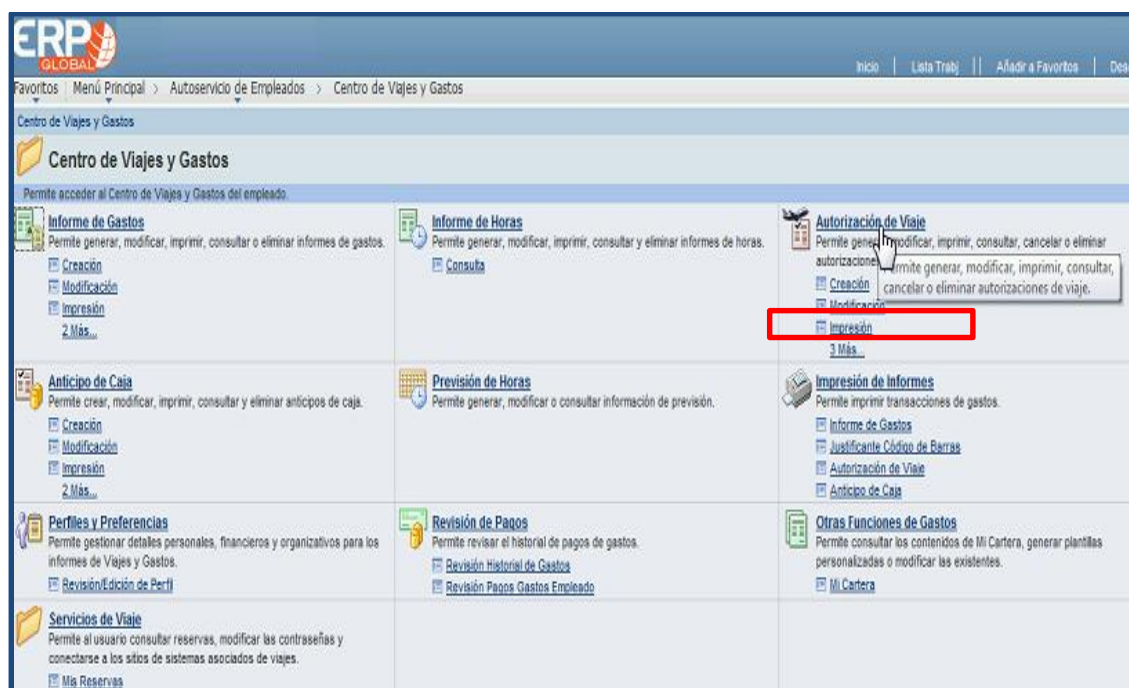 ERP
GLOBAL
Inicio | Lista Trabj || Añadir a Favoritos |
Favoritos | Menú Principal > Autoservicio de Empleados > Centro de Viajes y Gastos
Centro de Viajes y Gastos
Centro de Viajes y Gastos
Permite acceder al Centro de Viajes y Gastos del empleado.
Informe de Gastos
Permite generar, modificar, imprimir, consultar o eliminar informes de gastos.
Creación
Modificación
Impresión
2 Más...
Informe de Horas
Permite generar, modificar, imprimir, consultar y eliminar informes de horas.
Consulta
Autorización de Viaje
Permite modificar, imprimir, consultar, cancelar o eliminar
Permite generar, modificar, imprimir, consultar,
cancelar o eliminar autorizaciones de viaje.
Creación
Modificación
Impresión
3 Más...
Anticipo de Caja
Permite crear, modificar, imprimir, consultar y eliminar anticipos de caja.
Creación
Modificación
Impresión
2 Más...
Previsión de Horas
Permite generar, modificar o consultar información de previsión.
Impresión de Informes
Permite imprimir transacciones de gastos.
Informe de Gastos
Justificante Código de Barras
Autorización de Viaje
Anticipo de Caja
Perfiles y Preferencias
Permite gestionar detalles personales, financieros y organizativos para los
informes de Viajes y Gastos.
Revisión/Edición de Perfil
Revisión de Pagos
Permite revisar el historial de pagos de gastos.
Revisión Historial de Gastos
Revisión Pagos Gastos Empleado
Otras Funciones de Gastos
Permite consultar los contenidos de Mi Cartera, generar plantillas
personalizadas o modificar las existentes.
Mi Cartera
Servicios de Viaje
Permite al usuario consultar reservas, modificar las contraseñas y
conectarse a los sitios de sistemas asociados de viajes.
Mis Reservas